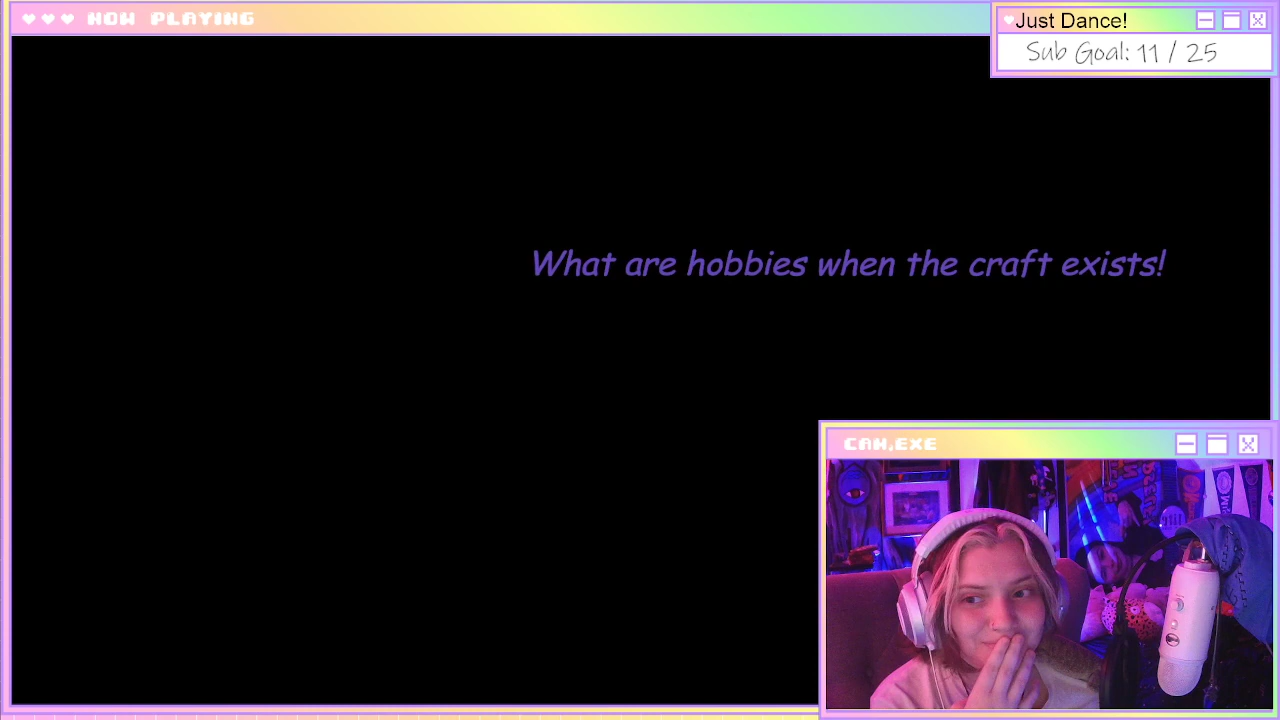 NOW PLAYING
Just Dance!
Sub Goal: 11 / 25
What are hobbies when the craft exists!
CAM.EXE